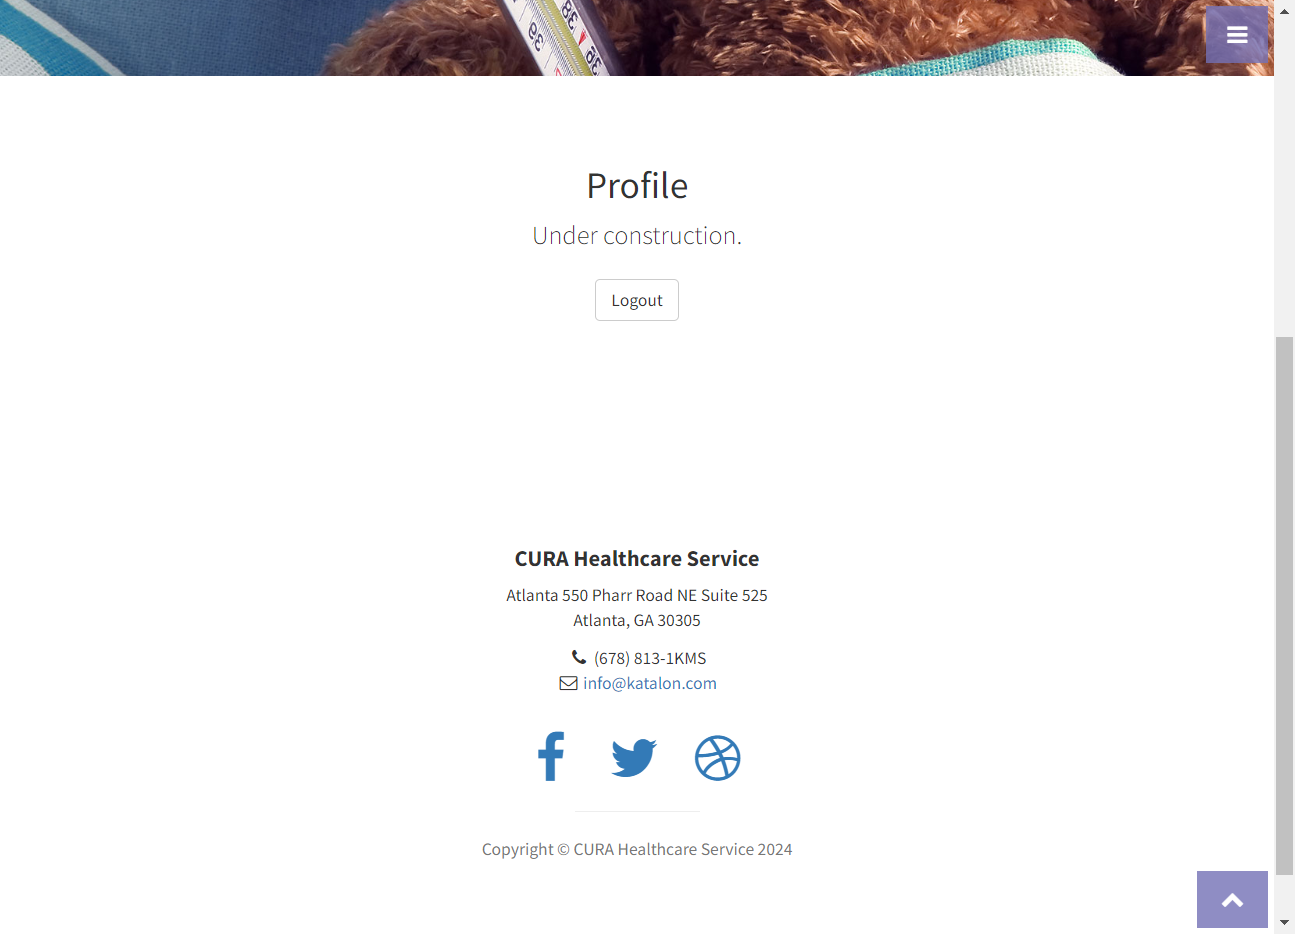 Profile
Under construction.
Logout
CURA Healthcare Service
Atlanta 550 Pharr Road NE Suite 525
Atlanta, GA 30305
(678) 813-1KMS
info@katalon.com
Copyright © CURA Healthcare Service 2024